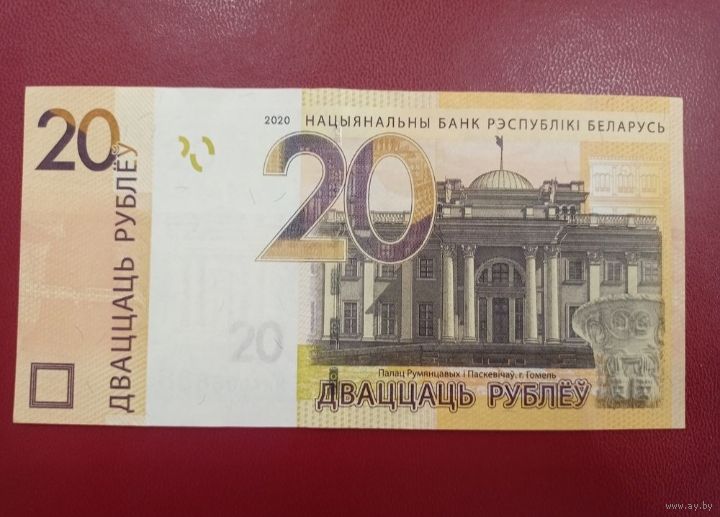 20
2020 НАЦЫЯНАЛЬНЫ БАНК РЭСПУБЛІКІ БЕЛАРУСЬ
20
ДВАЦЦАЦЬ РУБЛЁЎ
20
Палац Румянцавых і Паскевічаў, г. Гомель
ДВАЦЦАЦЬ РУБЛЁЎ
www.ay.by